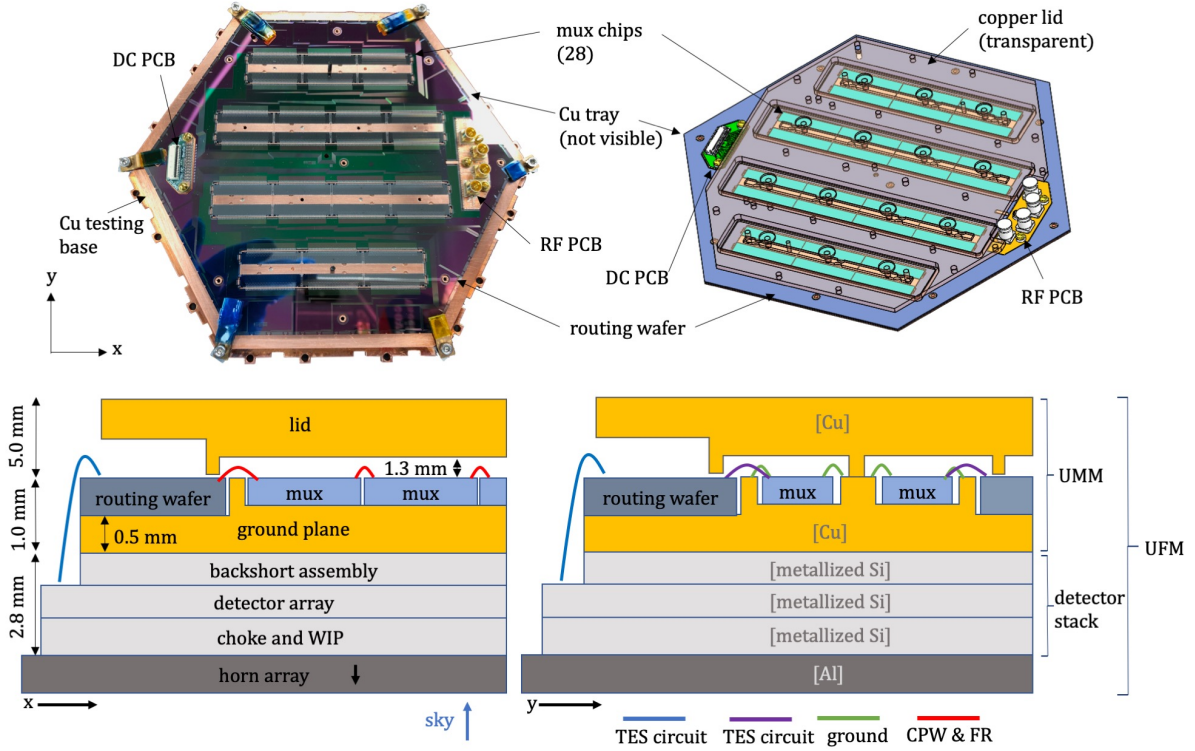 DC PCB
mux chips
(28)
Cu tray
(not visible)
Cu testing
base
RF PCB
routing wafer
y
x
copper lid
(transparent)
DC PCB
RF PCB
5.0 mm
1.0 mm
2.8 mm
lid
1.3 mm
routing wafer
mux
mux
0.5 mm
ground plane
backshort assembly
detector array
choke and WIP
horn array
x
sky
[Cu]
routing wafer
mux
mux
[Cu]
[metallized Si]
[metallized Si]
[metallized Si]
[Al]
y
UMM
UFM
detector
stack
TES circuit
TES circuit
ground
CPW & FR